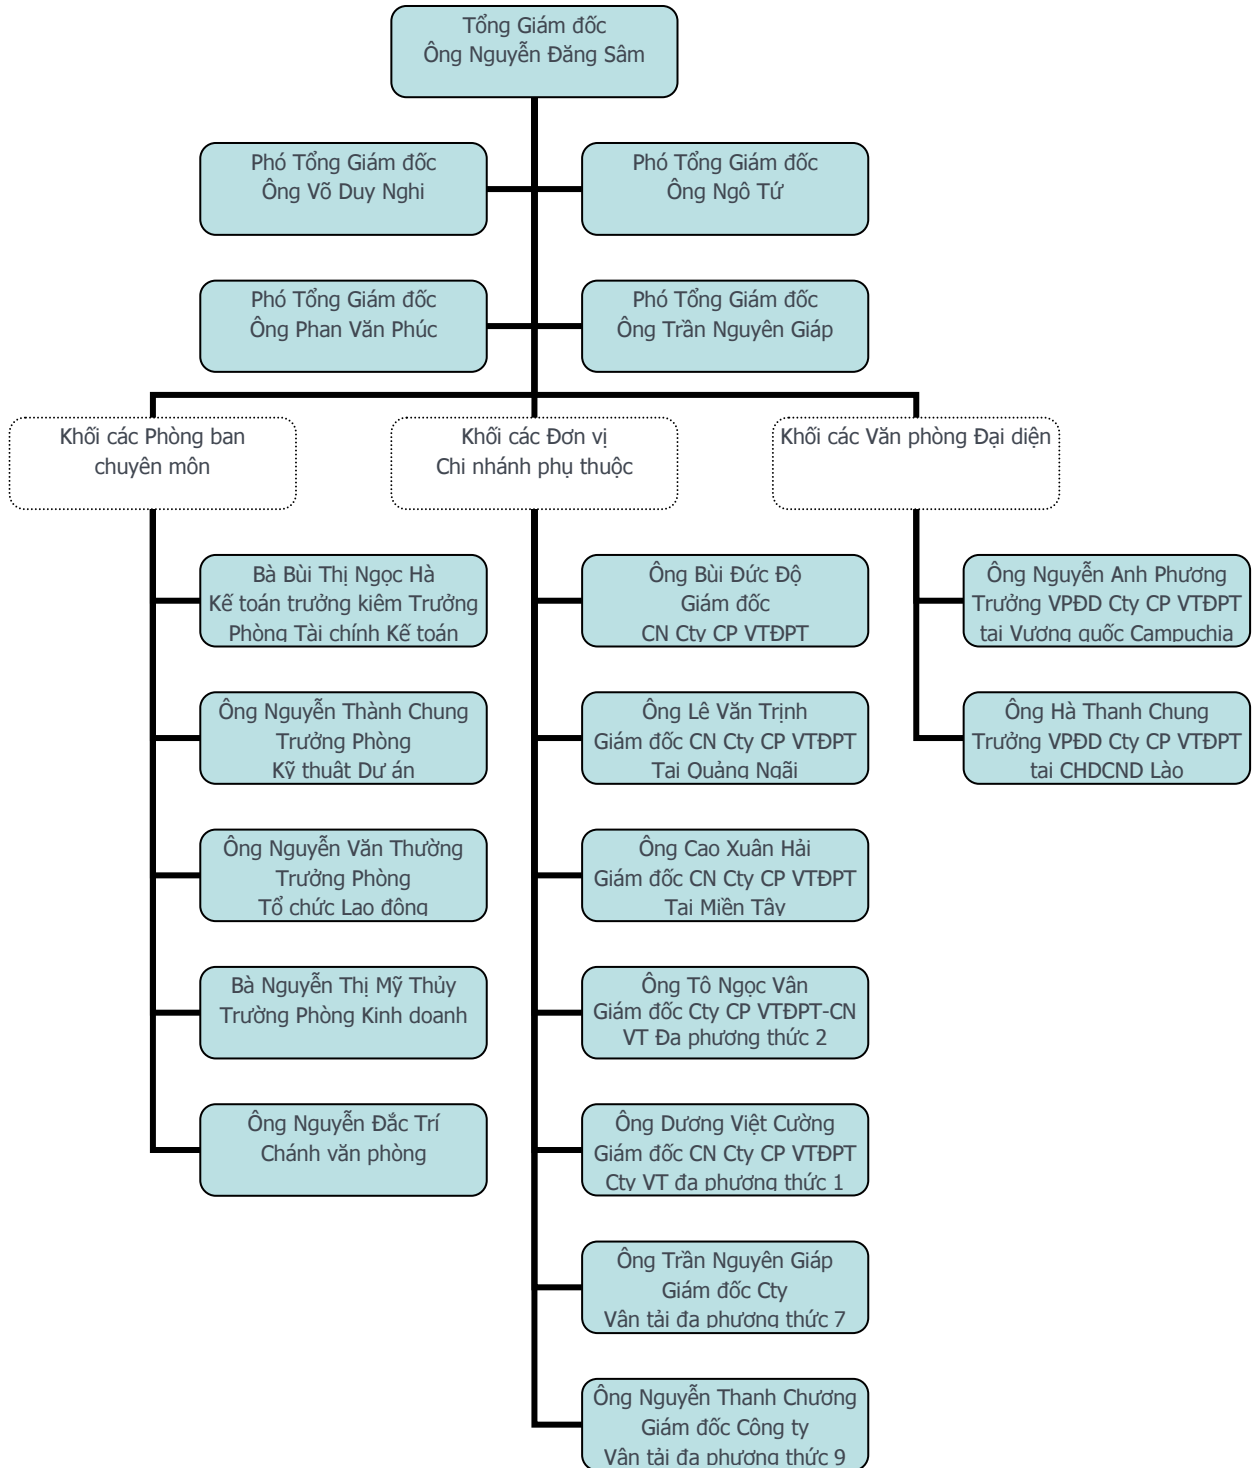 Tổng Giám đốc
Ông Nguyễn Đăng Sâm
Phó Tổng Giám đốc
Ông Võ Duy Nghi
Phó Tổng Giám đốc
Ông Ngô Tứ
Phó Tổng Giám đốc
Ông Phan Văn Phúc
Phó Tổng Giám đốc
Ông Trần Nguyên Giáp
Khối các Phòng ban
chuyên môn
Khối các Đơn vị
Chi nhánh phụ thuộc
Khối các Văn phòng Đại diện
Bà Bùi Thị Ngọc Hà
Kế toán trưởng kiêm Trưởng
Phòng Tài chính Kế toán
Ông Nguyễn Thành Chung
Trưởng Phòng
Kỹ thuật Dự án
Ông Nguyễn Văn Thường
Trưởng Phòng
Tổ chức Lao động
Bà Nguyễn Thị Mỹ Thủy
Trường Phòng Kinh doanh
Ông Nguyễn Đắc Trí
Chánh văn phòng
Ông Bùi Đức Độ
Giám đốc
CN Cty CP VTĐPT
Ông Lê Văn Trịnh
Giám đốc CN Cty CP VTĐPT
Tại Quảng Ngãi
Ông Cao Xuân Hải
Giám đốc CN Cty CP VTĐPT
Tại Miền Tây
Ông Tô Ngọc Vân
Giám đốc Cty CP VTĐPT-CN
VT Đa phương thức 2
Ông Dương Việt Cường
Giám đốc CN Cty CP VTĐPT
Cty VT đa phương thức 1
Ông Trần Nguyên Giáp
Giám đốc Cty
Vận tải đa phương thức 7
Ông Nguyễn Thanh Chương
Giám đốc Công ty
Vận tải đa phương thức 9
Ông Nguyễn Anh Phương
Trưởng VPĐD Cty CP VTĐPT
tại Vương quốc Campuchia
Ông Hà Thanh Chung
Trưởng VPĐD Cty CP VTĐPT
tại CHDCND Lào